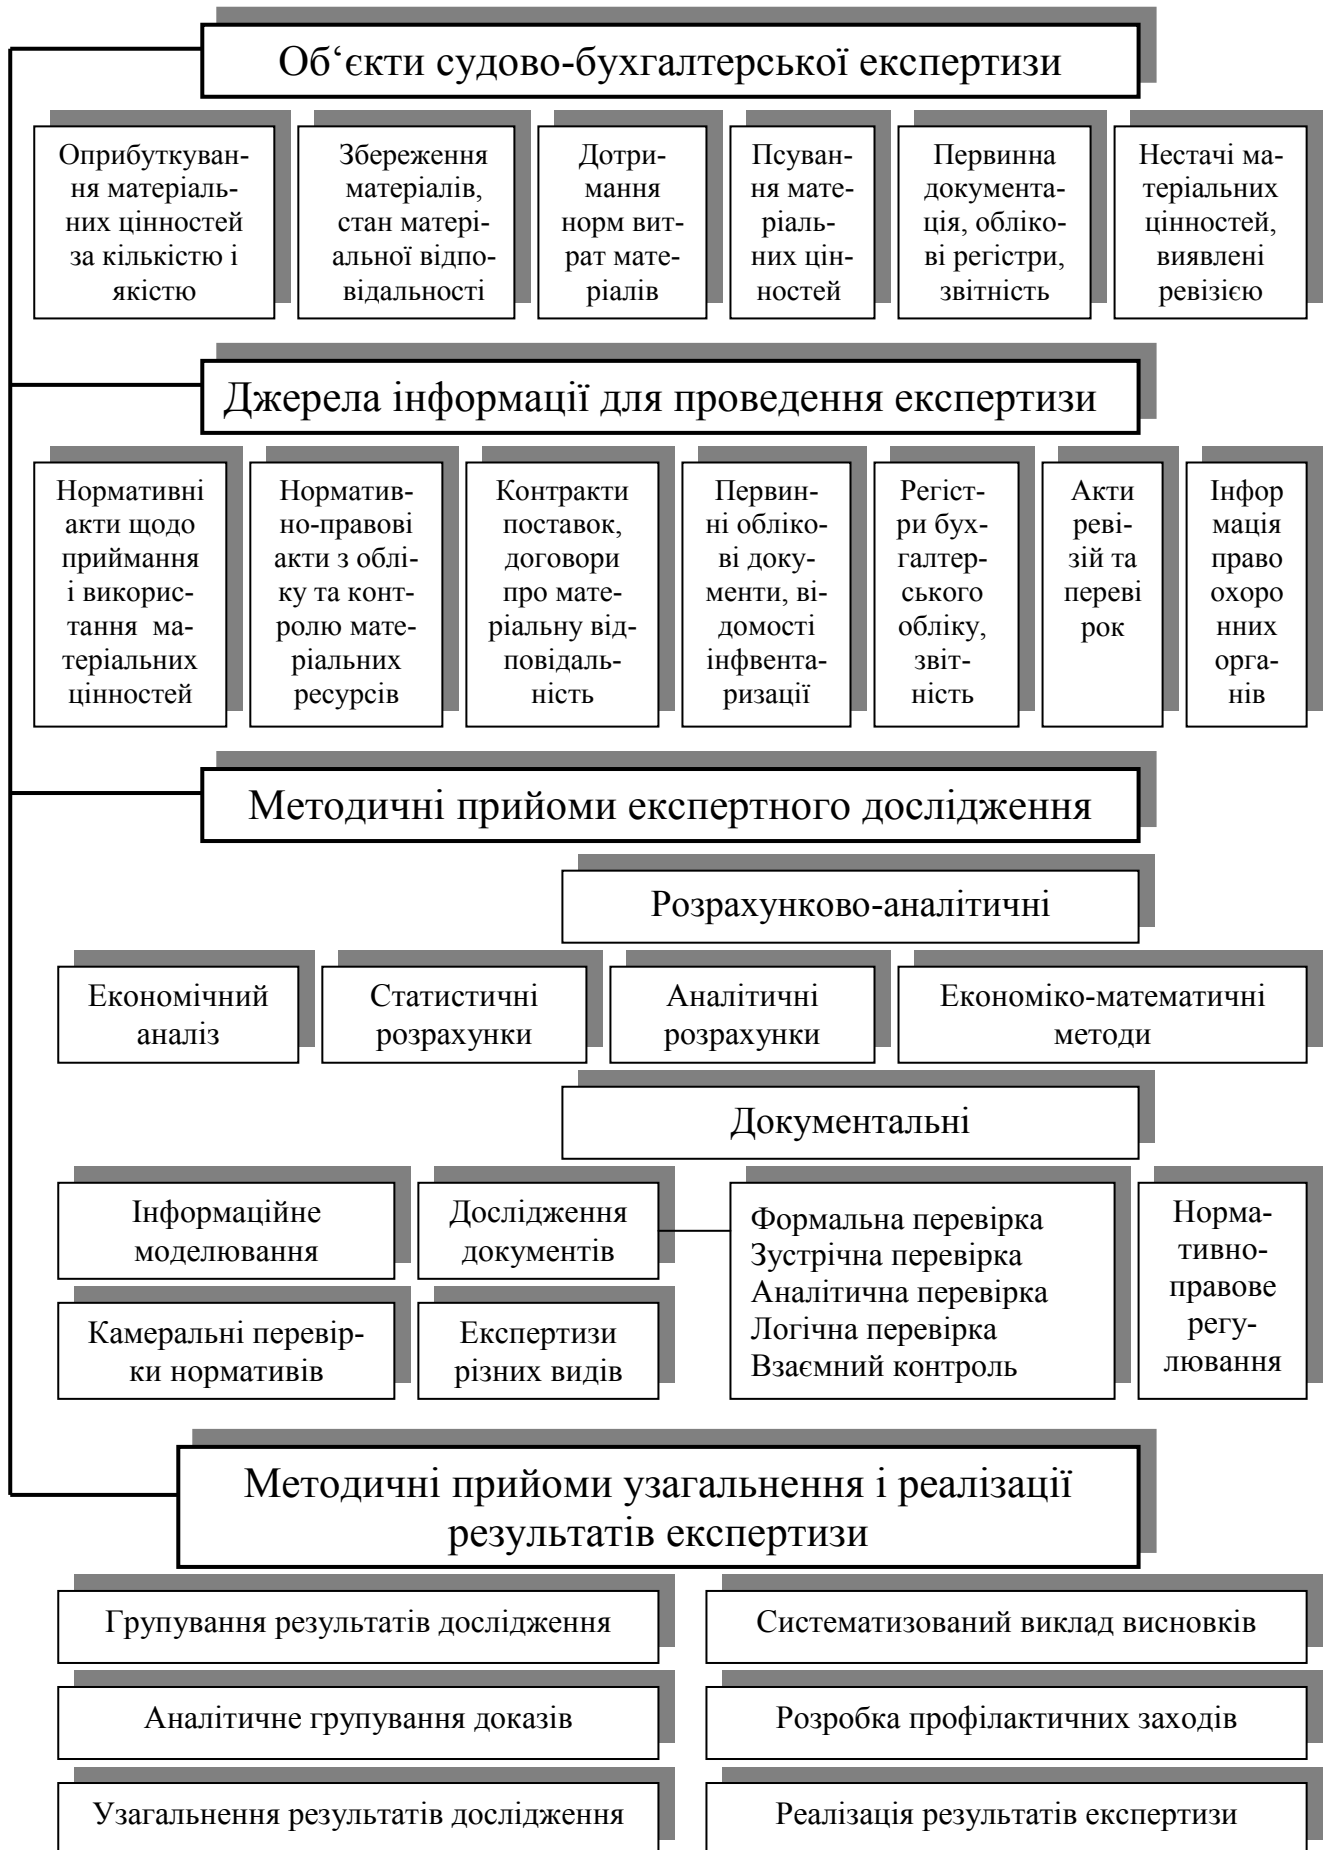 Об‘єкти судово-бухгалтерської експертизи
Оприбуткуван-
ня матеріаль-
них цінностей
за кількістю і
якістю
Збереження
матеріалів,
стан матері-
альної відпо-
відальності
Дотри-
мання
норм вит-
рат мате-
ріалів
Псуван-
ня мате-
ріаль-
них цін-
ностей
Первинна
документа-
ція, обліко-
ві регістри,
звітність
Нестачі ма-
теріальних
цінностей,
виявлені
ревізією
Джерела інформації для проведення експертизи
Нормативні
акти щодо
приймання
і викорис-
тання ма-
теріальних
цінностей
Норматив-
но-правові
акти з облі-
ку та конт-
ролю мате-
ріальних
ресурсів
Контракти
поставок,
договори
про мате-
ріальну від-
повідаль-
ність
Первин-
ні обліко-
ві доку-
менти, ві-
домості
інфвента-
ризації
Регіст-
ри бух-
галтер-
ського
обліку,
звіт-
ність
Акти
реві-
зій та
переві
рок
Інфор
мація
право
охоро
нних
орга-
нів
Методичні прийоми експертного дослідження
Розрахунково-аналітичні
Економічний
аналіз
Статистичні
розрахунки
Аналітичні
розрахунки
Економіко-математичні
методи
Документальні
Інформаційне
моделювання
Дослідження
документів
Формальна перевірка
Зустрічна перевірка
Аналітична перевірка
Логічна перевірка
Взаємний контроль
Норма-
тивно-
правове
регу-
лювання
Камеральні перевір-
ки нормативів
Експертизи
різних видів
Методичні прийоми узагальнення і реалізації
результатів експертизи
Групування результатів дослідження
Систематизований виклад висновків
Аналітичне групування доказів
Розробка профілактичних заходів
Узагальнення результатів дослідження
Реалізація результатів експертизи